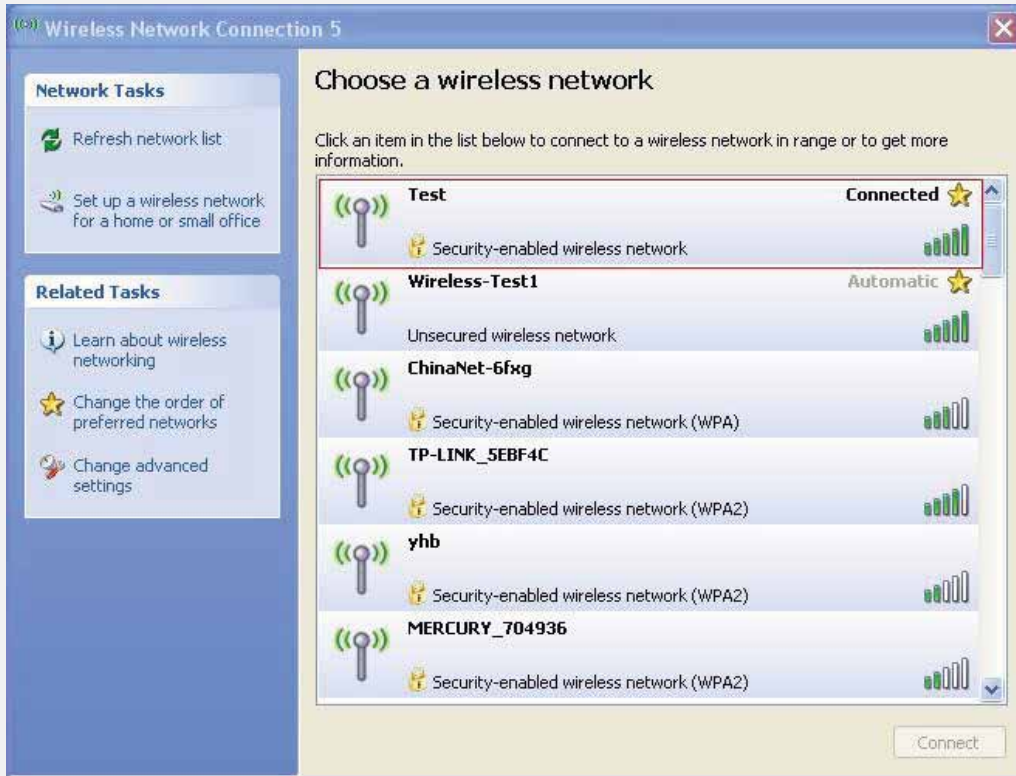 Wireless Network Connection 5
Network Tasks
Refresh network list
Set up a wireless network
for a home or small office
Related Tasks
Learn about wireless
networking
Change the order of
preferred networks
Change advanced
settings
Choose a wireless network
Click an item in the list below to connect to a wireless network in range or to get more
information.
Test Connected
Security-enabled wireless network
Wireless-Test1 Automatic
Unsecured wireless network
ChinaNet-6fxg
Security-enabled wireless network (WPA)
TP-LINK_5EBF4C
Security-enabled wireless network (WPA2)
yhb
Security-enabled wireless network (WPA2)
MERCURY_704936
Security-enabled wireless network (WPA2)
Connect